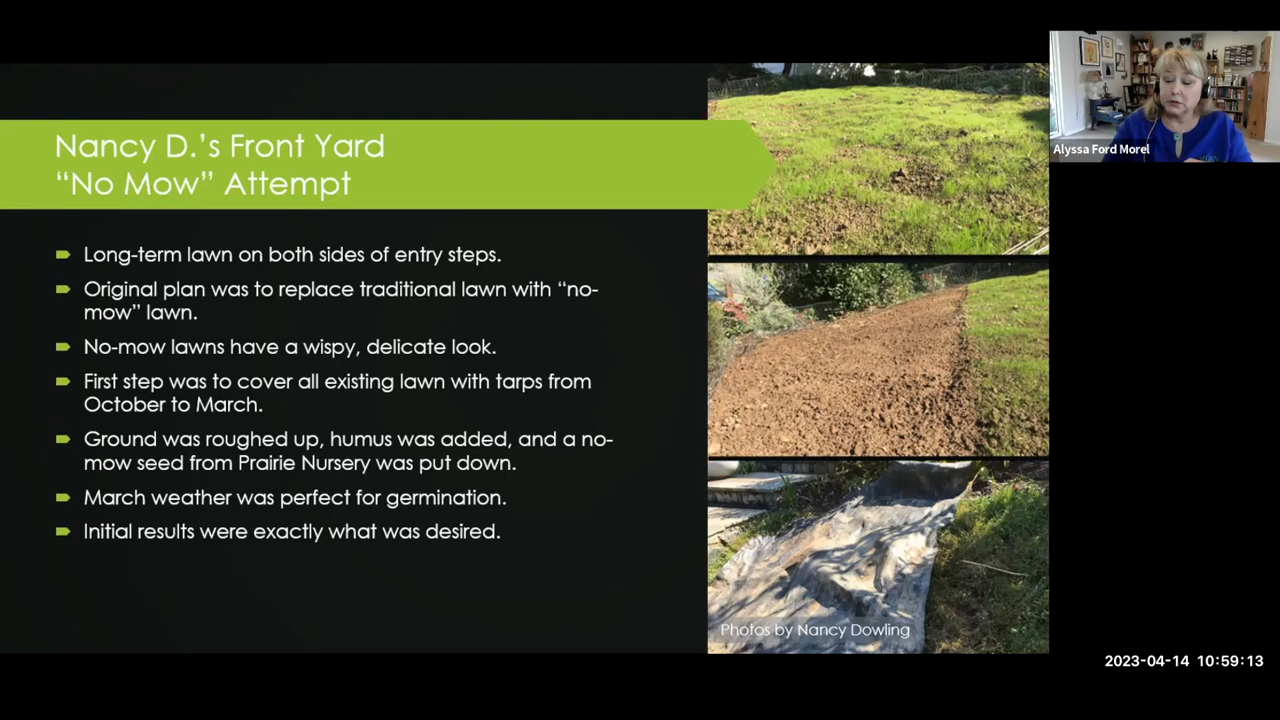 Nancy D.'s Front Yard
“No Mow” Attempt
Long-term lawn on both sides of entry steps.
Original plan was to replace traditional lawn with “no-
mow” lawn.
No-mow lawns have a wispy, delicate look.
First step was to cover all existing lawn with tarps from
October to March.
Ground was roughed up, humus was added, and a no-
mow seed from Prairie Nursery was put down.
March weather was perfect for germination.
Initial results were exactly what was desired.
Photos by Nancy Dowling
Alyssa Ford Morel
2023-04-14 10:59:13